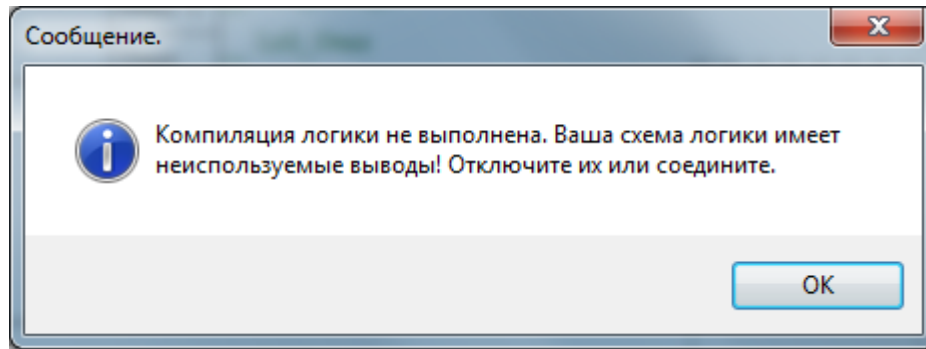 Сообщение.
Компиляция логики не выполнена. Ваша схема логики имеет
неиспользуемые выводы! Отключите их или соедините.
OK